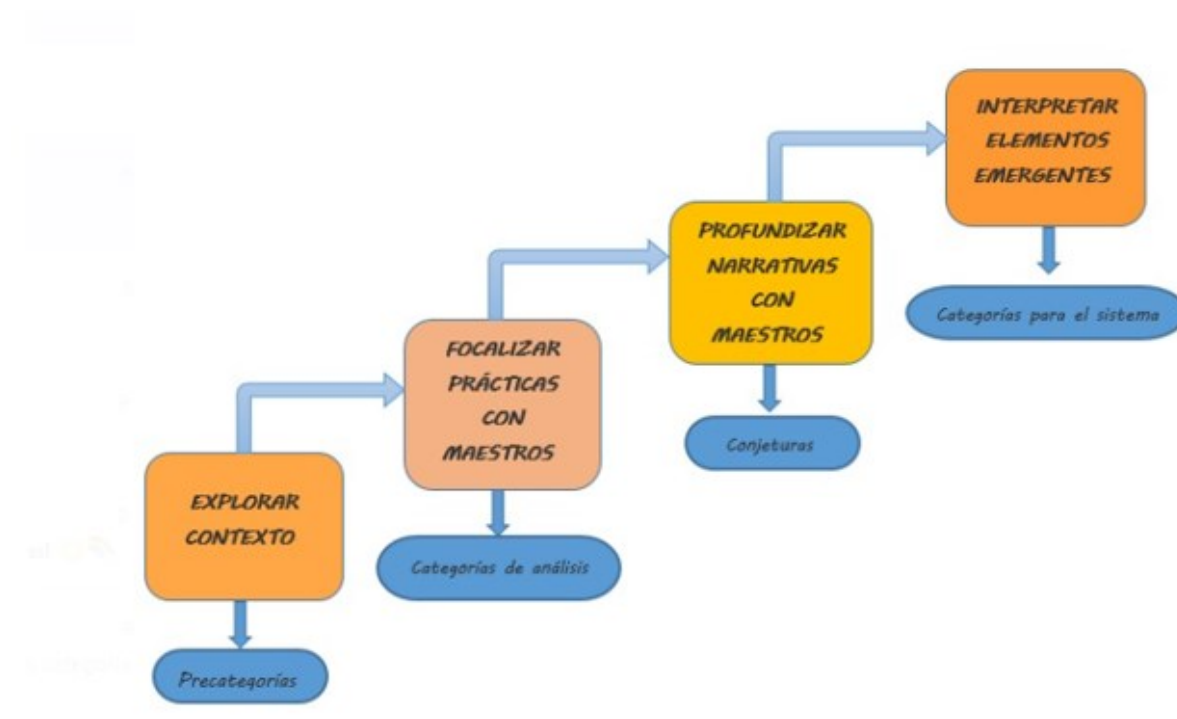 INTERPRETAR
ELEMENTOS
EMERGENTES
Categorías para el sistema
PROFUNDIZAR
NARRATIVAS
CON
MAESTROS
Conjeturas
FOCALIZAR
PRÁCTICAS
CON
MAESTROS
Categorías de análisis
EXPLORAR
CONTEXTO
Precategorías